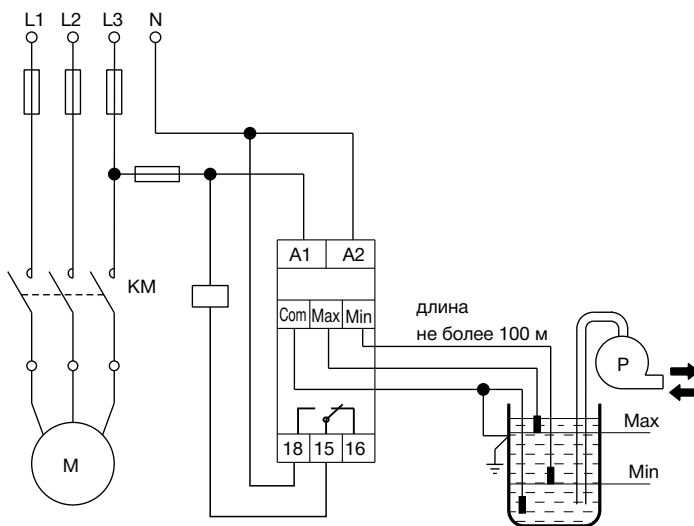 L1 L2 L3 N
A1 A2
KM
Com Max Min
длина
не более 100 м
P
Max
Min
18 15 16
M